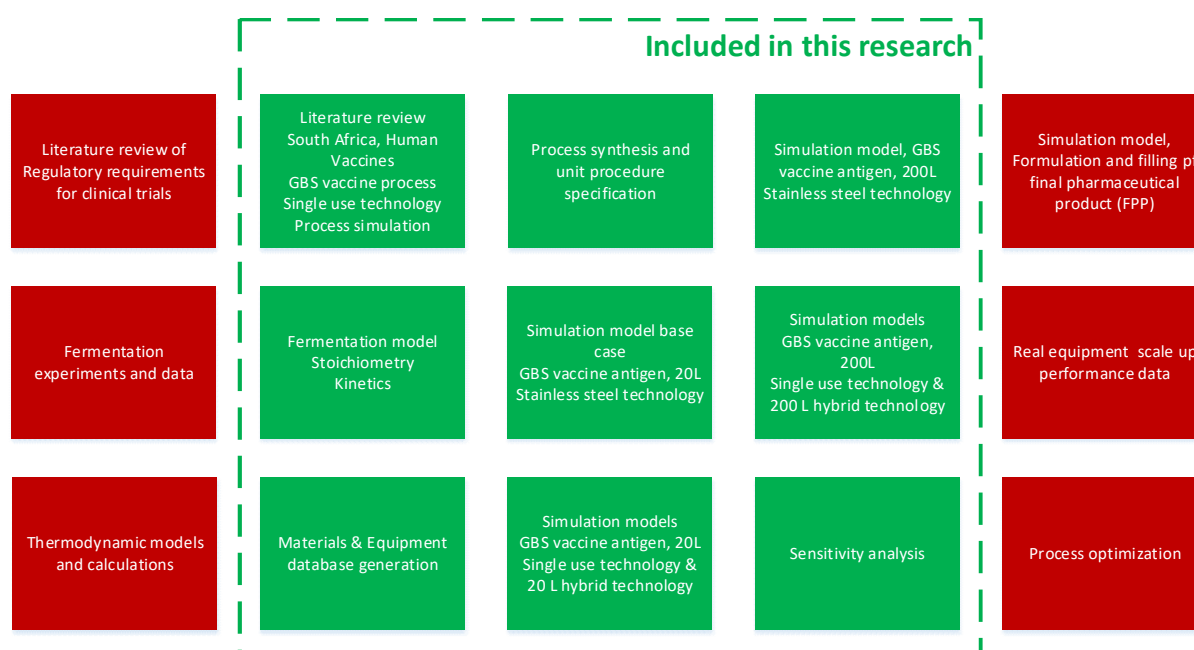 Included in this research
Literature review of
Regulatory requirements
for clinical trials
Literature review
South Africa, Human
Vaccines
GBS vaccine process
Single use technology
Process simulation
Process synthesis and
unit procedure
specification
Simulation model, GBS
vaccine antigen, 200L
Stainless steel technology
Simulation model,
Formulation and filling pf
final pharmaceutical
product (FPP)
Fermentation
experiments and data
Fermentation model
Stoichiometry
Kinetics
Simulation model base
case
GBS vaccine antigen, 20L
Stainless steel technology
Simulation models
GBS vaccine antigen,
200L
Single use technology &
200 L hybrid technology
Real equipment scale up
performance data
Thermodynamic models
and calculations
Materials & Equipment
database generation
Simulation models
GBS vaccine antigen, 20L
Single use technology &
20 L hybrid technology
Sensitivity analysis
Process optimization